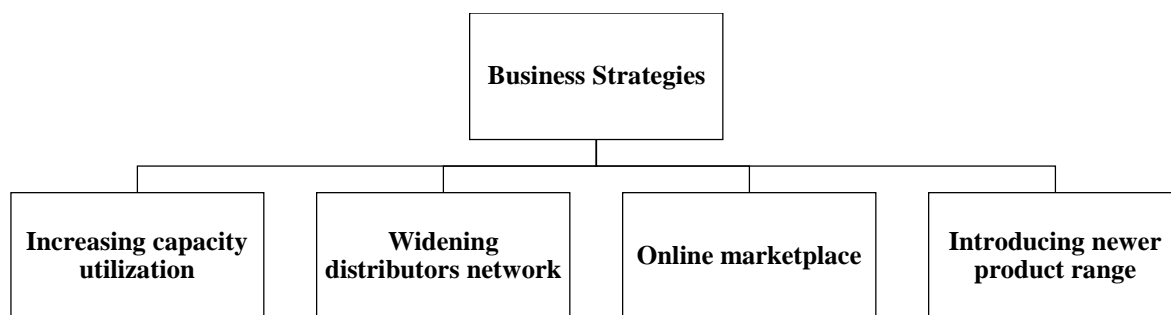 Business Strategies
Increasing capacity
utilization
Widening
distributors network
Online marketplace
Introducing newer
product range